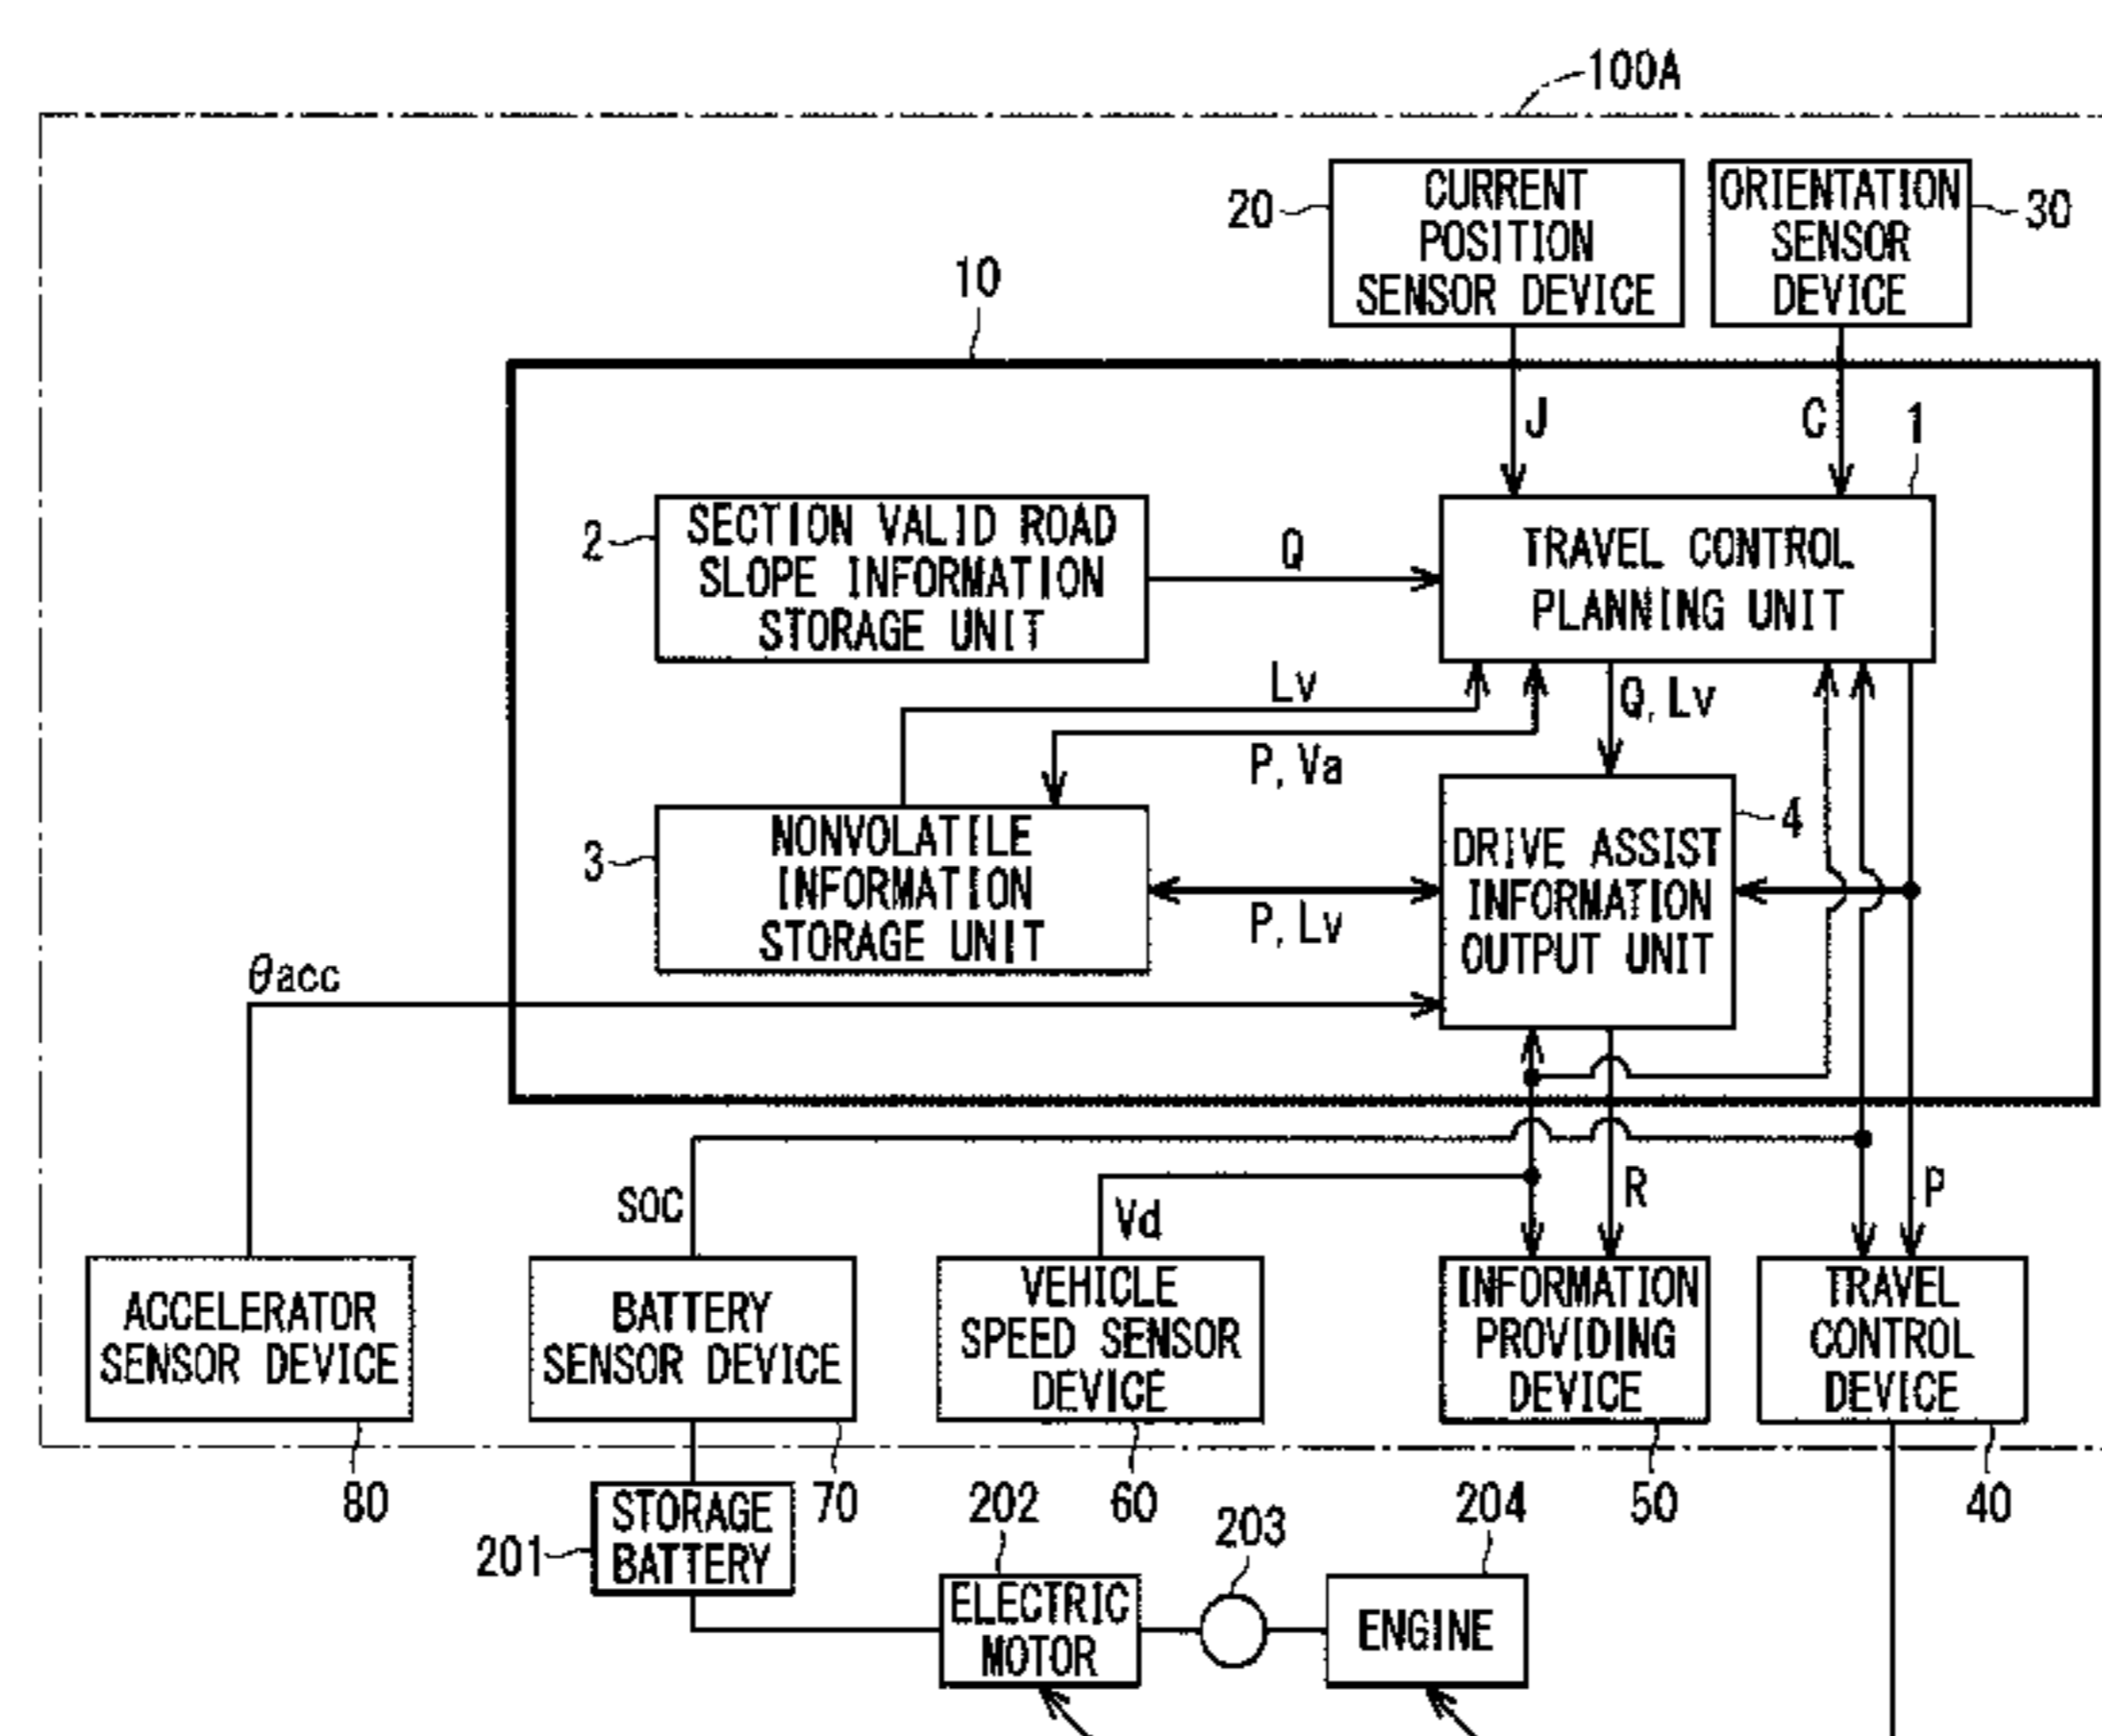 100A
CURRENT
POSITION
SENSOR DEVICE
20
ORIENTATION
SENSOR
DEVICE
30
10
J
C
1
2
SECTION VALID ROAD
SLOPE INFORMATION
STORAGE UNIT
Q
TRAVEL CONTROL
PLANNING UNIT
Lv
Q, Lv
P, Va
3
NONVOLATILE
INFORMATION
STORAGE UNIT
P, Lv
4
DRIVE ASSIST
INFORMATION
OUTPUT UNIT
θacc
SOC
Vd
R
P
ACCELERATOR
SENSOR DEVICE
BATTERY
SENSOR DEVICE
VEHICLE
SPEED SENSOR
DEVICE
INFORMATION
PROVIDING
DEVICE
TRAVEL
CONTROL
DEVICE
80
70
202
60
203
204
50
40
201
STORAGE
BATTERY
ELECTRIC
MOTOR
ENGINE